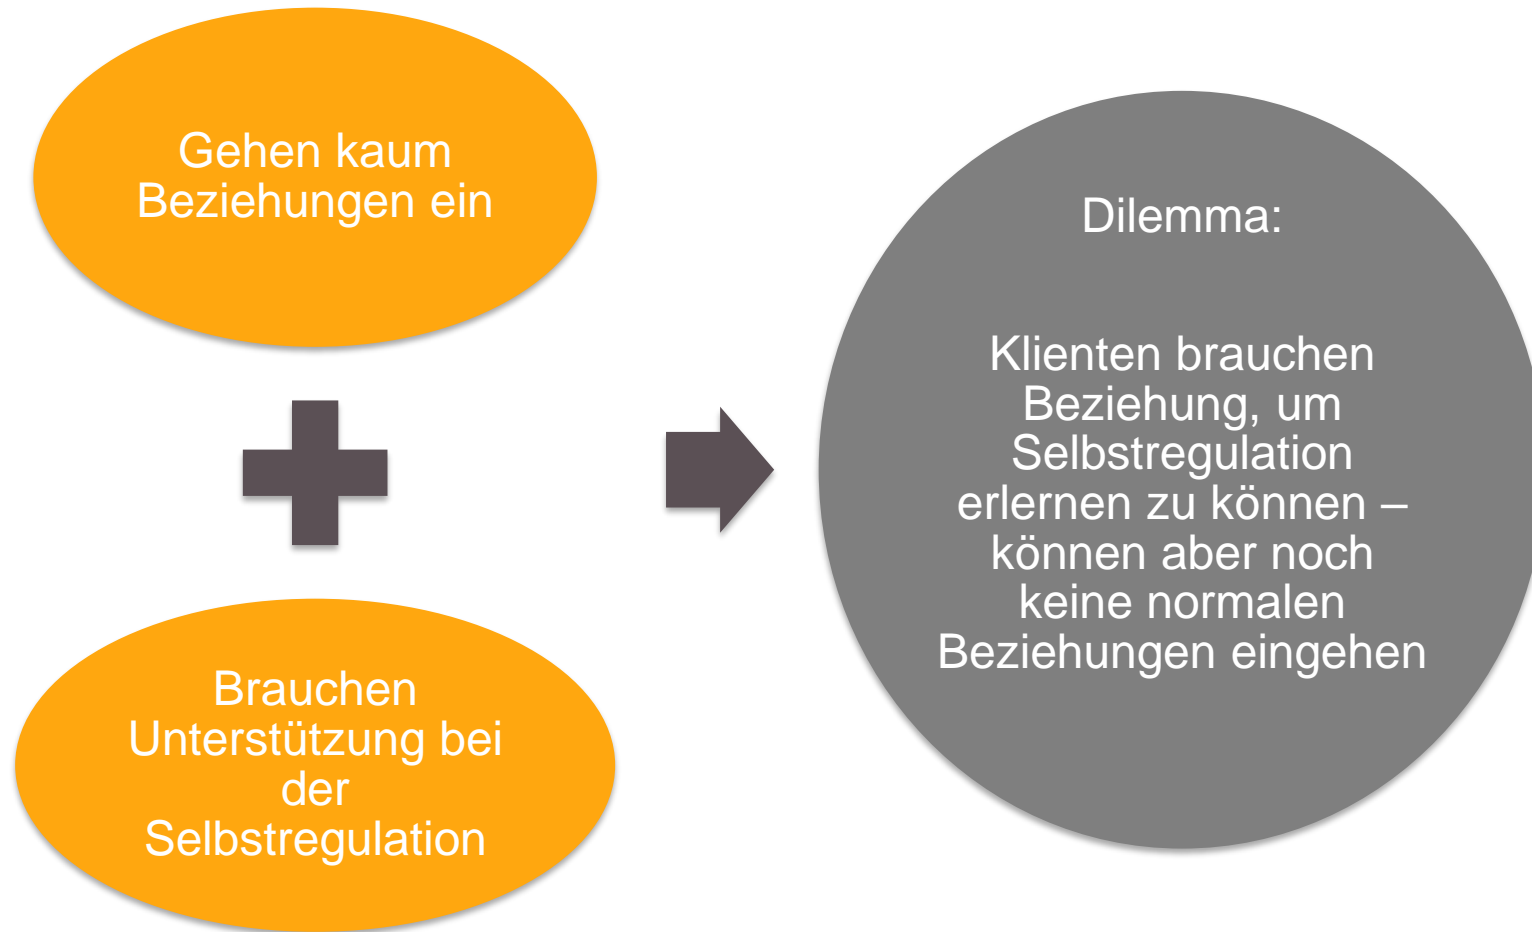 Gehen kaum
Beziehungen ein
Brauchen
Unterstützung bei
der
Selbstregulation
Dilemma:
Klienten brauchen
Beziehung, um
Selbstregulation
erlernen zu können –
können aber noch
keine normalen
Beziehungen eingehen